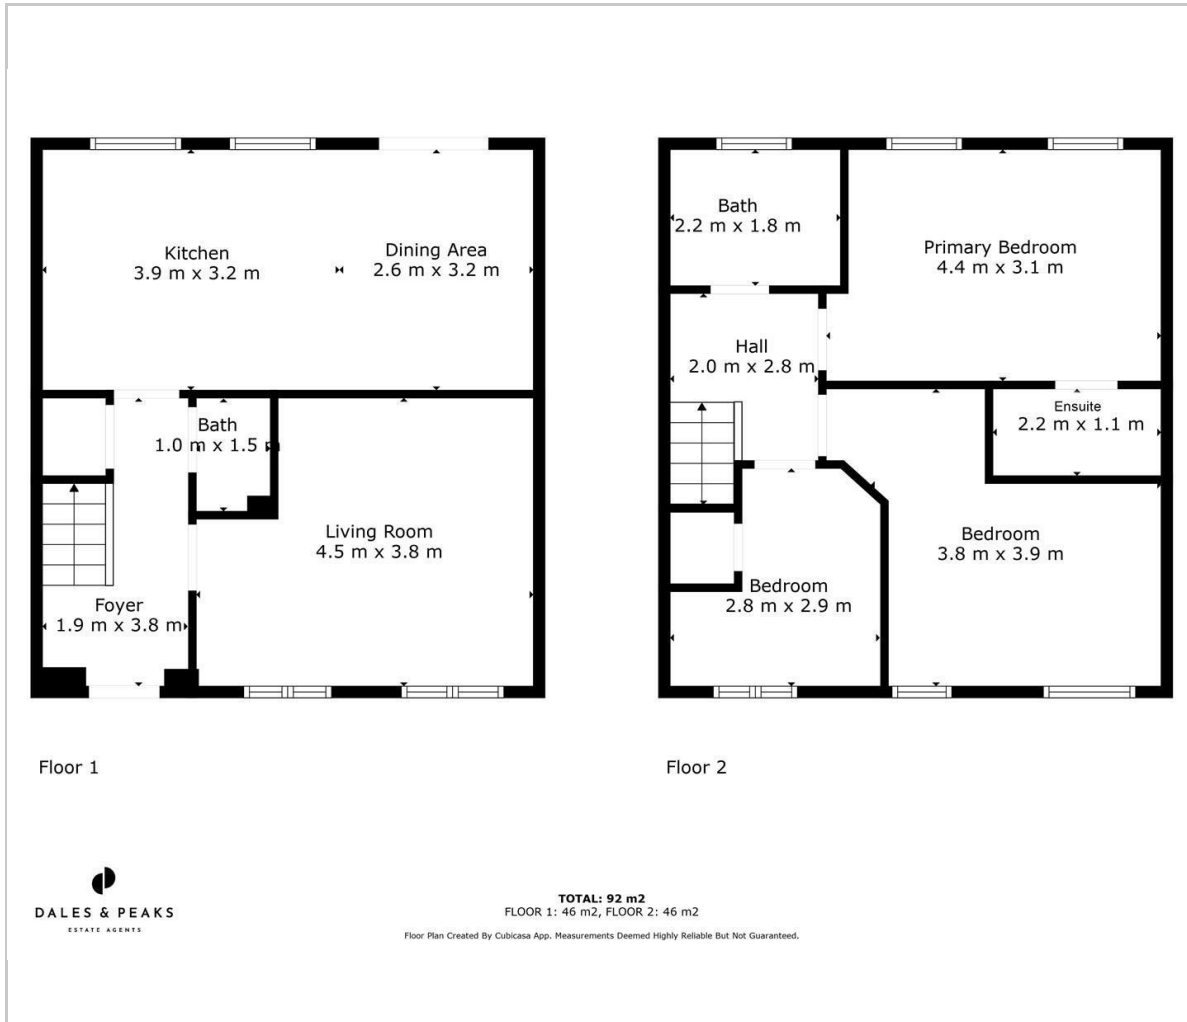 Kitchen
3.9 m x 3.2 m
Dining Area
2.6 m x 3.2 m
Bath
1.0 m x 1.5 m
Living Room
4.5 m x 3.8 m
Foyer
1.9 m x 3.8 m
Floor 1
Bath
2.2 m x 1.8 m
Primary Bedroom
4.4 m x 3.1 m
Hall
2.0 m x 2.8 m
Ensuite
2.2 m x 1.1 m
Bedroom
3.8 m x 3.9 m
Bedroom
2.8 m x 2.9 m
Floor 2
DALES & PEAKS
ESTATE AGENTS
TOTAL: 92 m2
FLOOR 1: 46 m2, FLOOR 2: 46 m2
Floor Plan Created By Cubicasa App. Measurements Deemed Highly Reliable But Not Guaranteed.